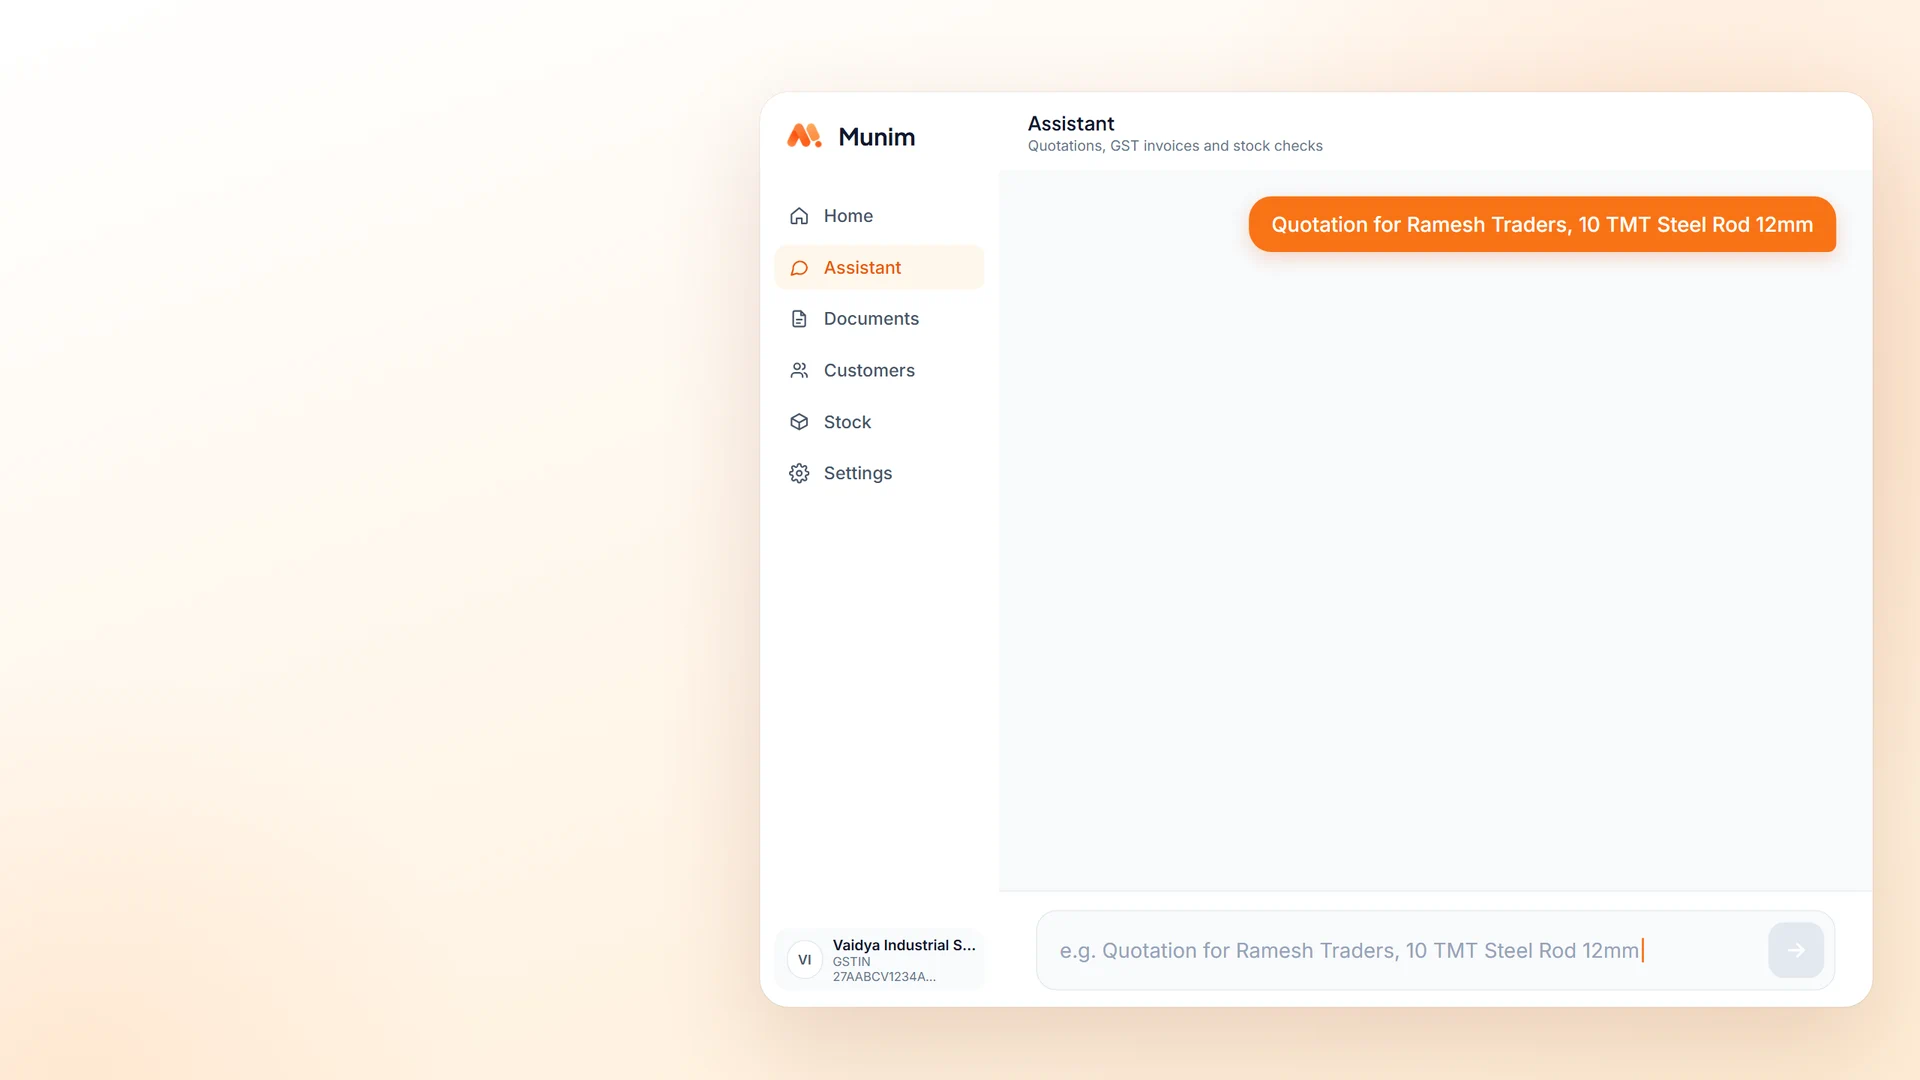 Munim
Home
Assistant
Documents
Customers
Stock
Settings
Vaidya Industrial S...
VI
GSTIN
27AABCV1234A...
Assistant
Quotations, GST invoices and stock checks
Quotation for Ramesh Traders, 10 TMT Steel Rod 12mm
e.g. Quotation for Ramesh Traders, 10 TMT Steel Rod 12mm